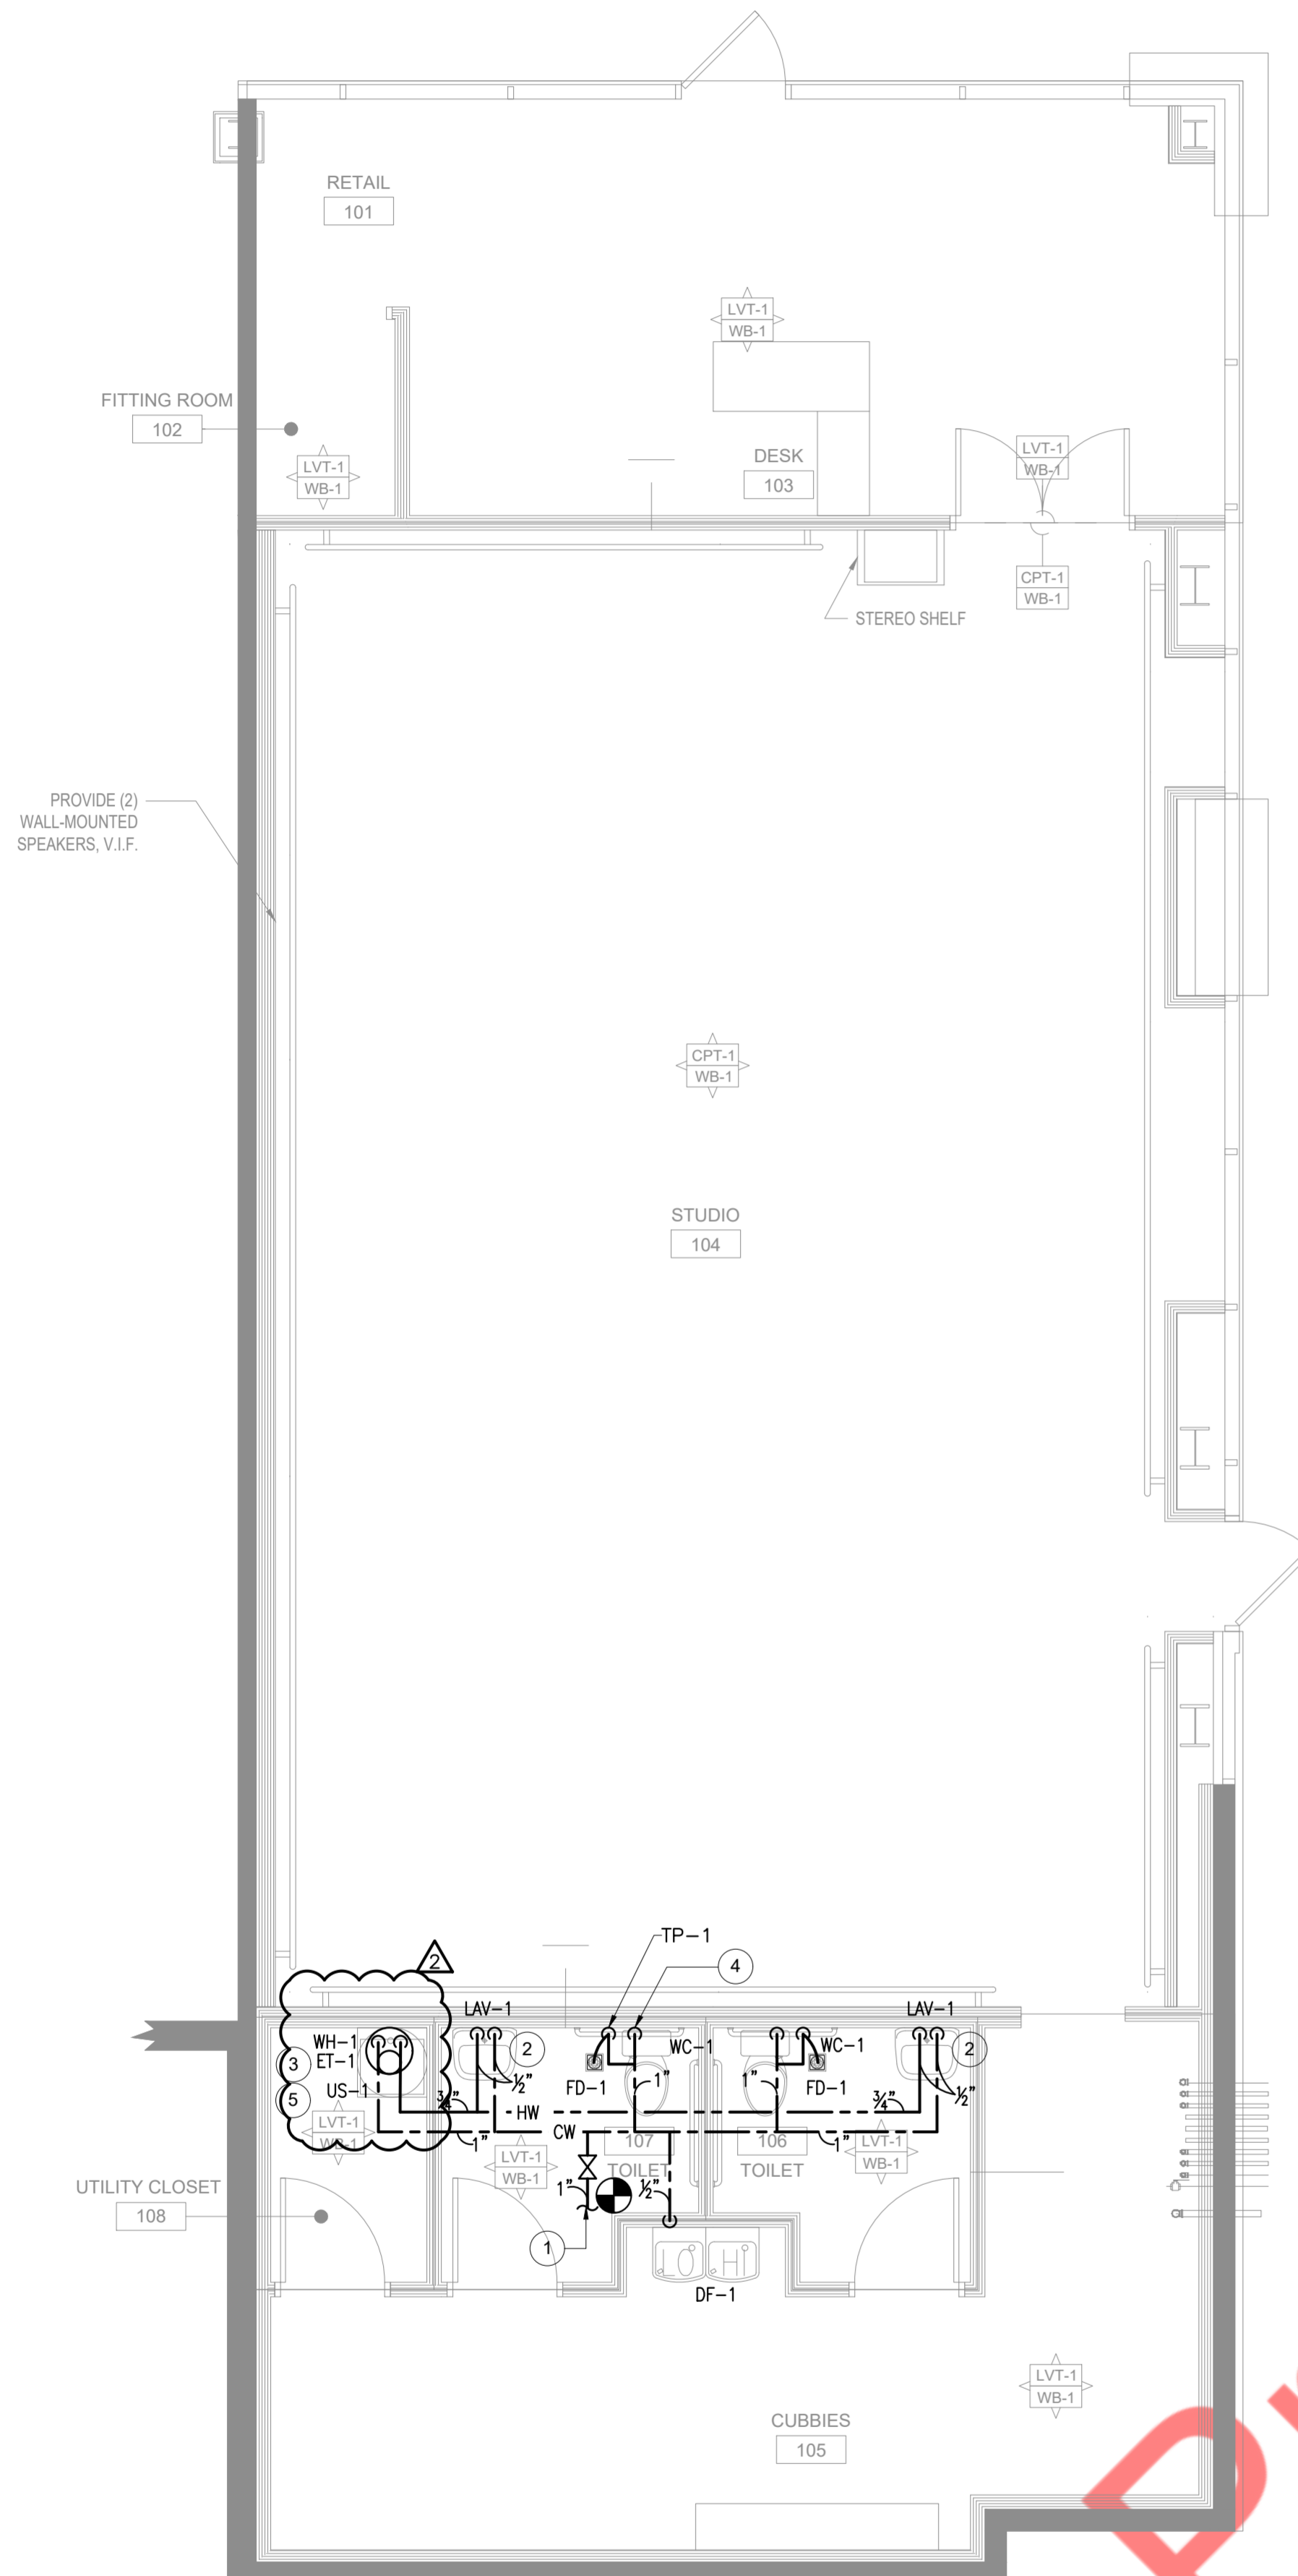 RETAIL
101
LVT-1
WB-1
FITTING ROOM
102
LVT-1
WB-1
DESK
103
LVT-1
WB-1
CPT-1
WB-1
STEREO SHELF
PROVIDE (2)
WALL-MOUNTED
SPEAKERS, V.I.F.
CPT-1
WB-1
STUDIO
104
TP-1
4
2
LAV-1
LAV-1
WH-1
ET-1
3
US-1
5
2
WC-1
WC-1
2
FD-1
FD-1
½"
1"
1"
½"
¾"
¾"
HW
CW
1"
1"
LVT-1
WB-1
LVT-1
WB-1
107
TOILET
106
TOILET
LVT-1
WB-1
1"
½"
UTILITY CLOSET
108
1
LO
HI
DF-1
LVT-1
WB-1
CUBBIES
105